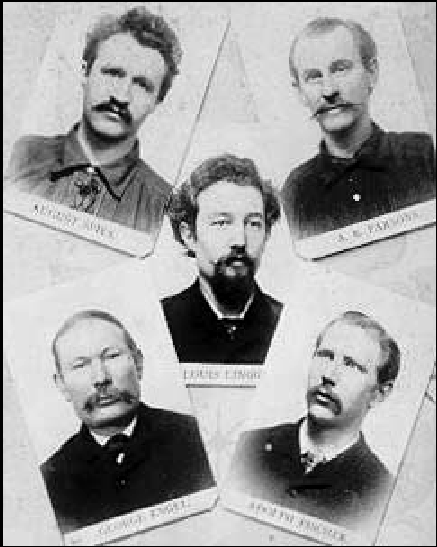 AUGUST SPIES.
A. R. PARSONS.
LOUIS LINGG
GEORGE ENGEL.
ADOLPH FISCHER.